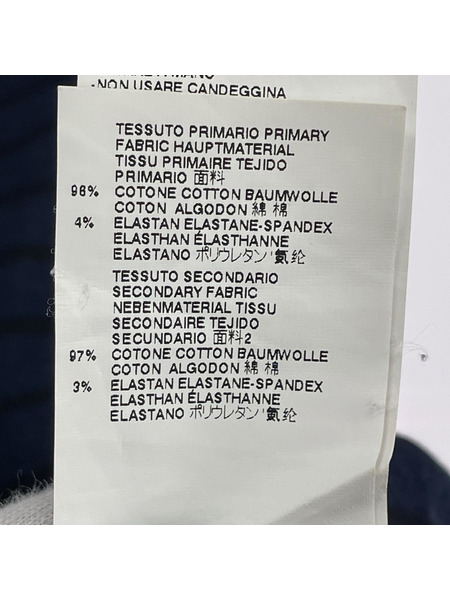 -NON USARE CANDEGGINA
TESSUTO PRIMARIO PRIMARY
FABRIC HAUPTMATERIAL
TISSU PRIMAIRE TEJIDO
PRIMARIO 面料
96% COTONE COTTON BAUMWOLLE
COTON ALGODON 綿 棉
4% ELASTAN ELASTANE-SPANDEX
ELASTHAN ÉLASTHANNE
ELASTANO ポリウレタン 氨纶
TESSUTO SECONDARIO
SECONDARY FABRIC
NEBENMATERIAL TISSU
SECONDAIRE TEJIDO
SECUNDARIO 面料2
97% COTONE COTTON BAUMWOLLE
COTON ALGODON 綿 棉
3% ELASTAN ELASTANE-SPANDEX
ELASTHAN ÉLASTHANNE
ELASTANO ポリウレタン 氨纶